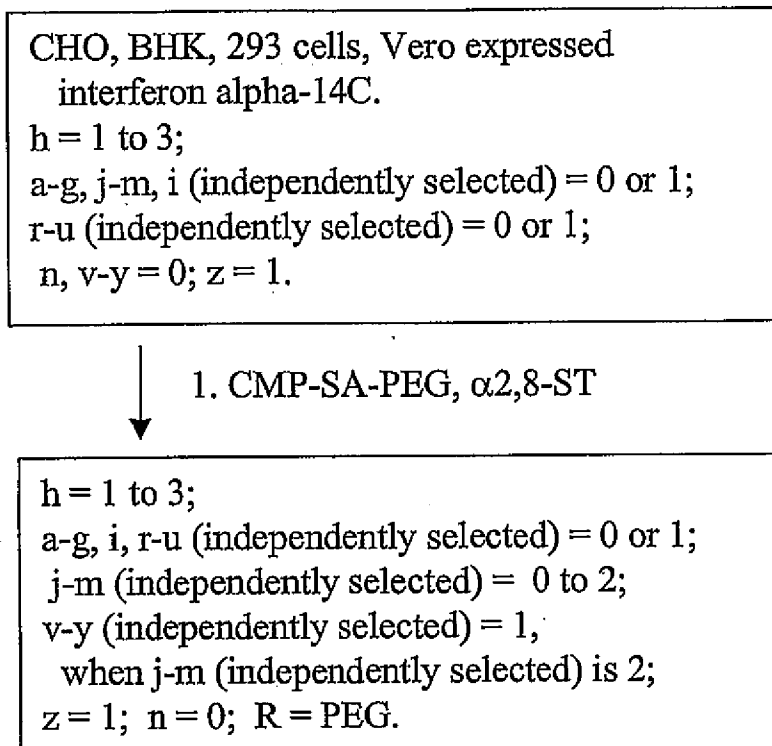 CHO, BHK, 293 cells, Vero expressed
interferon alpha-14C.
h = 1 to 3;
a-g, j-m, i (independently selected) = 0 or 1;
r-u (independently selected) = 0 or 1;
n, v-y = 0; z = 1.
1. CMP-SA-PEG, α2,8-ST
h = 1 to 3;
a-g, i, r-u (independently selected) = 0 or 1;
j-m (independently selected) = 0 to 2;
v-y (independently selected) = 1,
when j-m (independently selected) is 2;
z = 1; n = 0; R = PEG.